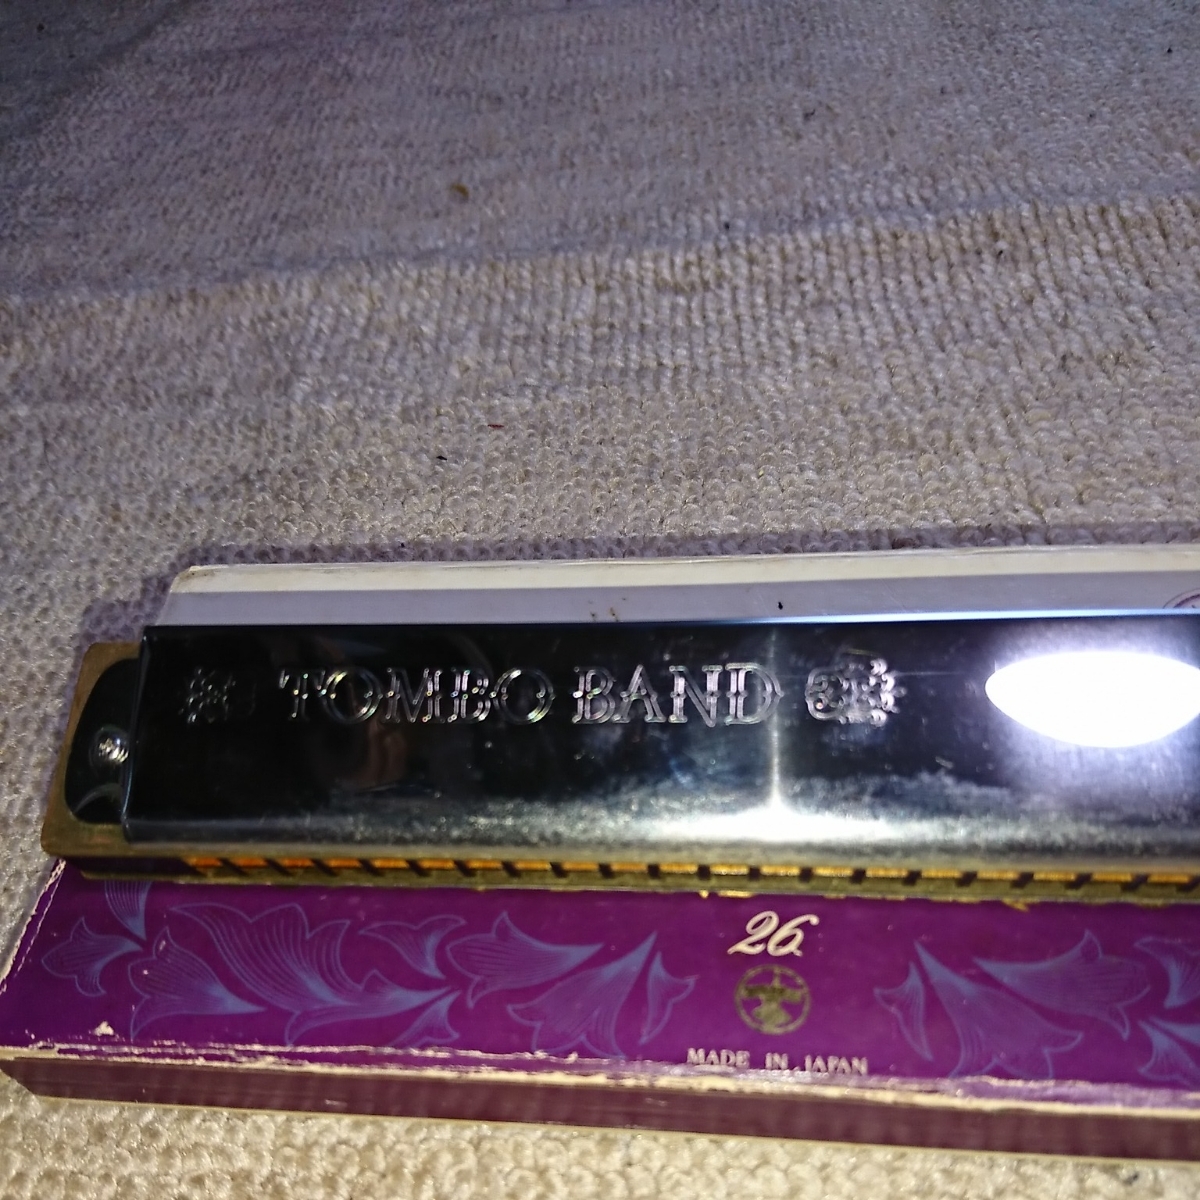 TOMBO BAND
26.
MADE IN JAPAN